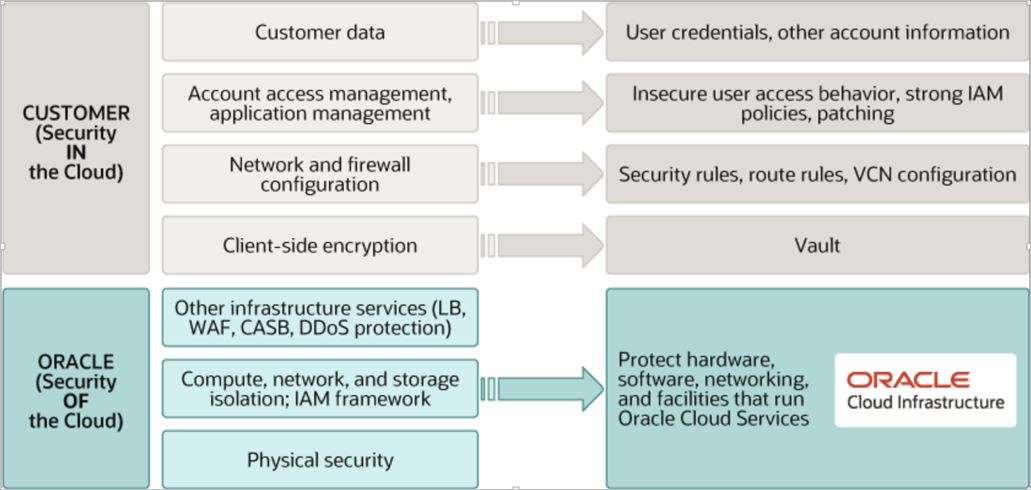 CUSTOMER
(Security
IN
the Cloud)
Customer data
User credentials, other account information
Account access management,
application management
Insecure user access behavior, strong IAM
policies, patching
Network and firewall
configuration
Security rules, route rules, VCN configuration
Client-side encryption
Vault
ORACLE
(Security
OF
the Cloud)
Other infrastructure services (LB,
WAF, CASB, DDoS protection)
Compute, network, and storage
isolation; IAM framework
Physical security
Protect hardware,
software, networking,
and facilities that run
Oracle Cloud Services
ORACLE
Cloud Infrastructure